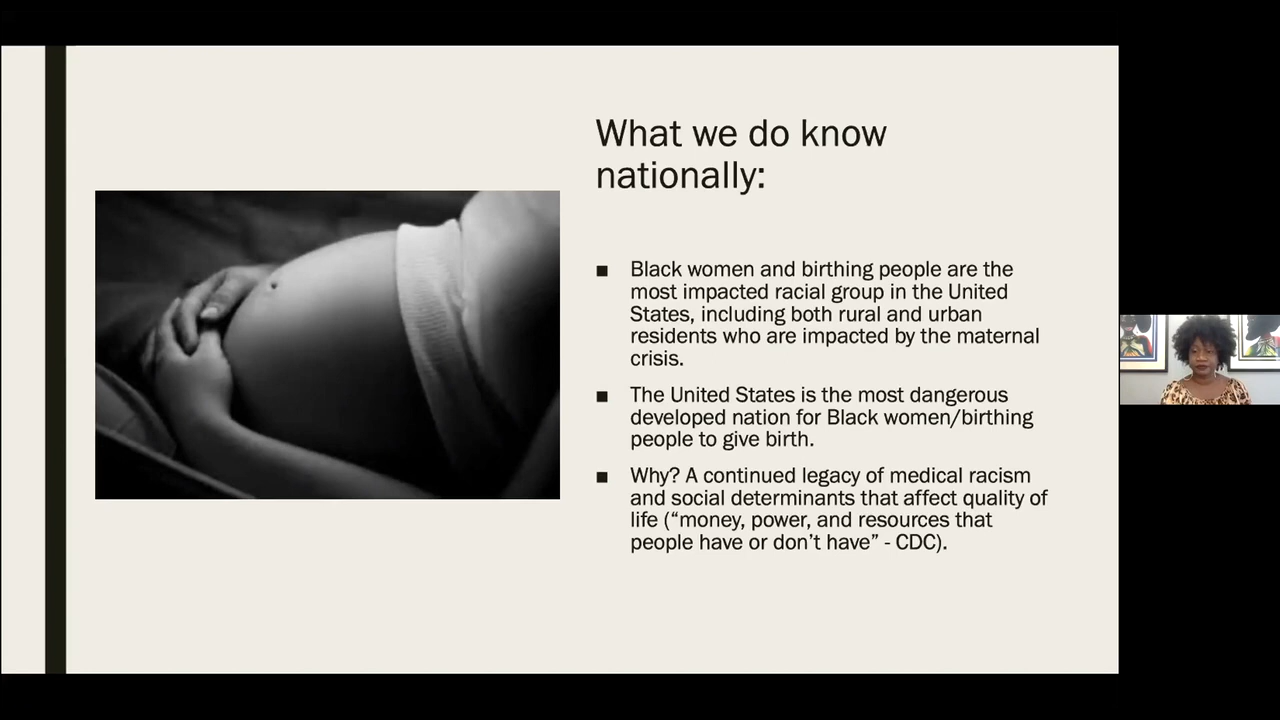 What we do know
nationally:
■ Black women and birthing people are the
most impacted racial group in the United
States, including both rural and urban
residents who are impacted by the maternal
crisis.
■ The United States is the most dangerous
developed nation for Black women/birthing
people to give birth.
■ Why? A continued legacy of medical racism
and social determinants that affect quality of
life (“money, power, and resources that
people have or don’t have” - CDC).